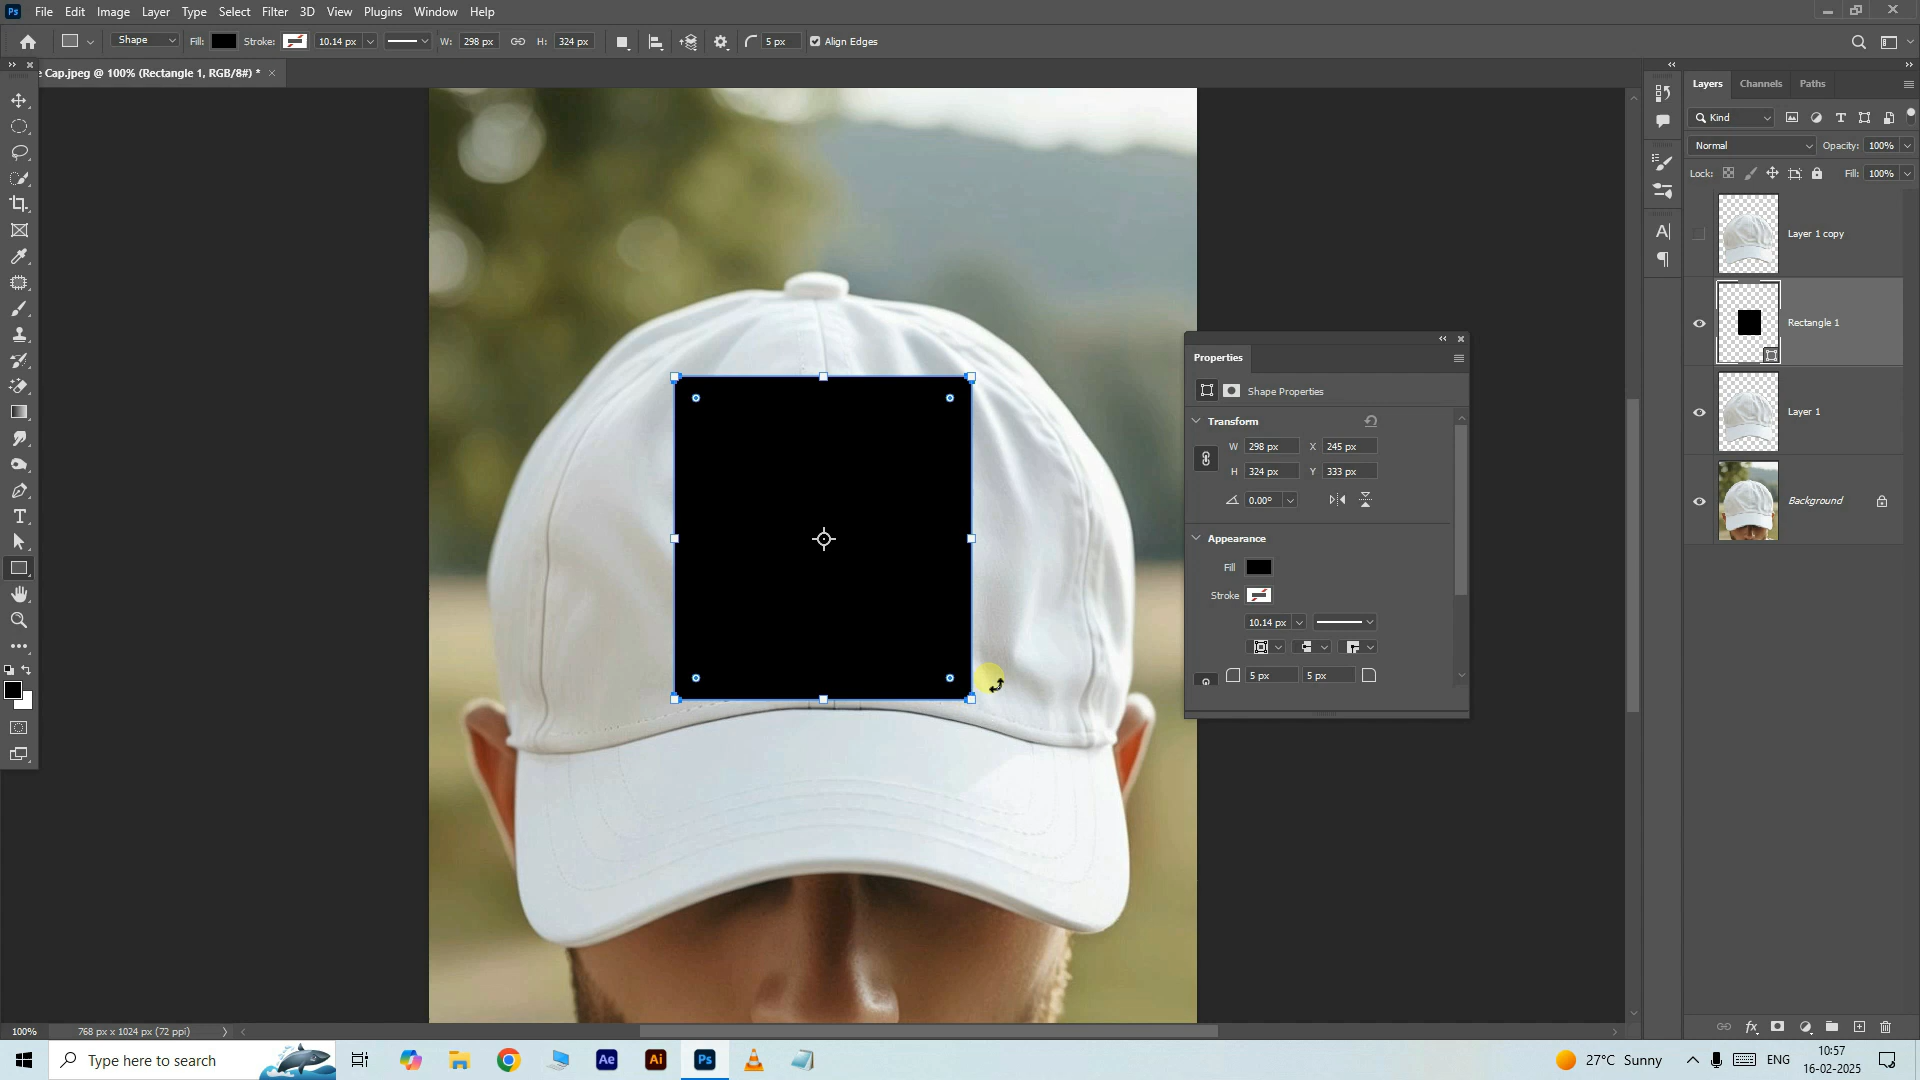 Ps File Edit Image Layer Type Select Filter 3D View Plugins Window Help
Shape Fill: Stroke: 10.14 px W: 298 px H: 324 px 5 px Align Edges
e Cap.jpeg @ 100% (Rectangle 1, RGB/8#) * ×
Layers Channels Paths
Kind
Normal Opacity: 100%
Lock: Fill: 100%
Layer 1 copy
Rectangle 1
Layer 1
Background
Properties
Shape Properties
Transform
W 298 px X 245 px
H 324 px Y 333 px
0.00°
Appearance
Fill
Stroke
10.14 px
5 px 5 px
100% 768 px x 1024 px (72 ppi)
Type here to search
Ae Ai Ps
27°C Sunny
ENG
10:57
16-02-2025